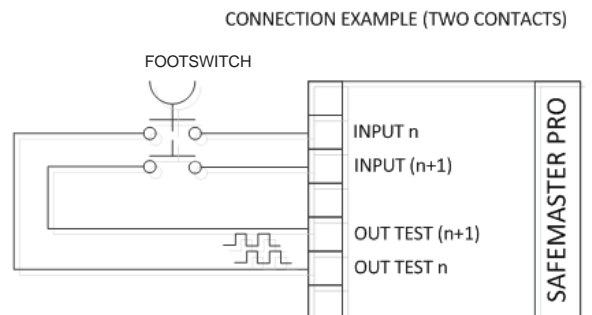 CONNECTION EXAMPLE (TWO CONTACTS)
FOOTSWITCH
INPUT n
INPUT (n+1)
OUT TEST (n+1)
OUT TEST n
SAFEMASTER PRO